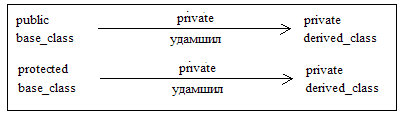 public private private
base_class удамшил derived_class
protected private private
base_class удамшил derived_class